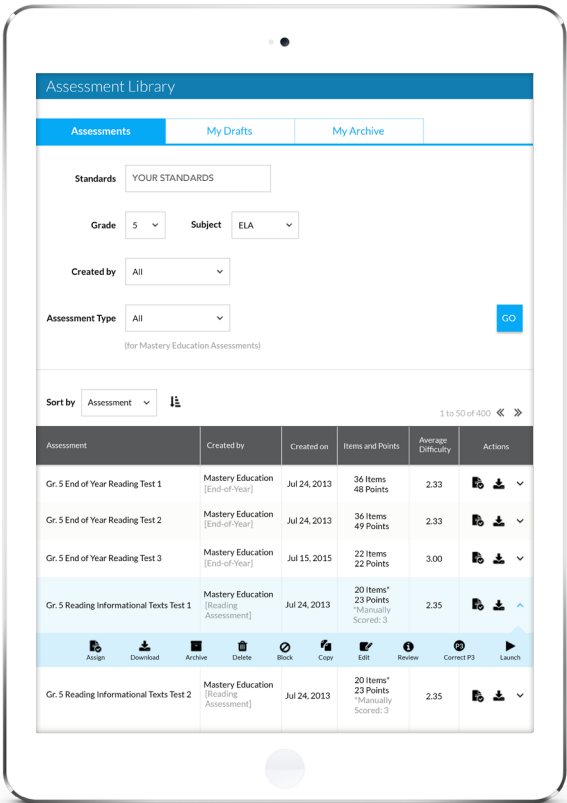 Assessment Library
Assessments My Drafts My Archive
Standards YOUR STANDARDS
Grade 5 Subject ELA
Created by All
Assessment Type All GO
(for Mastery Education Assessments)
Sort by Assessment
1 to 50 of 400
Assessment Created by Created on Items and Points Average Difficulty Actions
Gr. 5 End of Year Reading Test 1 Mastery Education [End-of-Year] Jul 24, 2013 36 Items 48 Points 2.33
Gr. 5 End of Year Reading Test 2 Mastery Education [End-of-Year] Jul 24, 2013 36 Items 49 Points 2.33
Gr. 5 End of Year Reading Test 3 Mastery Education [End-of-Year] Jul 15, 2015 22 Items 22 Points 3.00
Gr. 5 Reading Informational Texts Test 1 Mastery Education [Reading Assessment] Jul 24, 2013 20 Items* 23 Points *Manually Scored: 3 2.35
P3
Assign Download Archive Delete Block Copy Edit Review Correct P3 Launch
Gr. 5 Reading Informational Texts Test 2 Mastery Education [Reading Assessment] Jul 24, 2013 20 Items* 23 Points *Manually Scored: 3 2.35